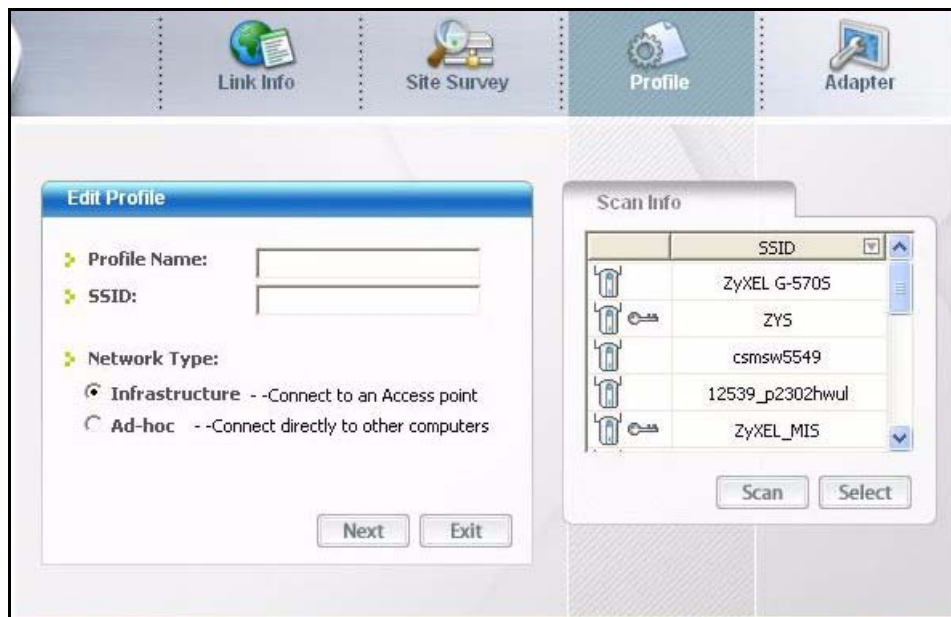 Link Info
Site Survey
Profile
Adapter
Edit Profile
Profile Name:
SSID:
Network Type:
Infrastructure - -Connect to an Access point
Ad-hoc - -Connect directly to other computers
Next
Exit
Scan Info
SSID
ZyXEL G-570S
ZYS
csmsw5549
12539_p2302hwul
ZyXEL_MIS
Scan
Select